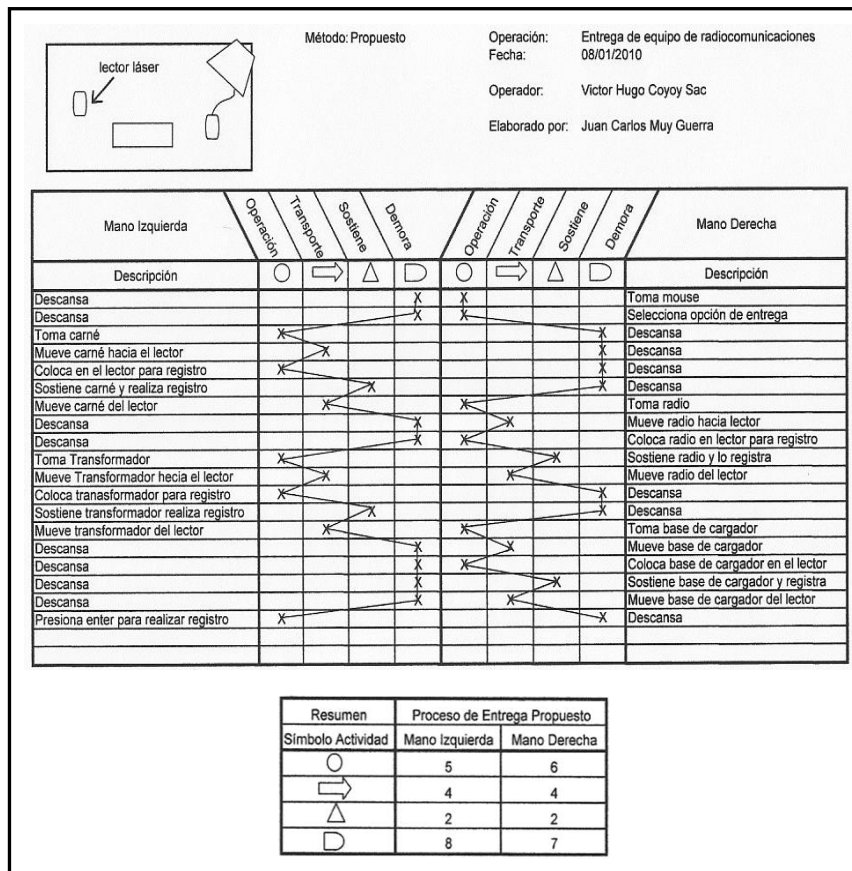 Método: Propuesto
Operación: Entrega de equipo de radiocomunicaciones
Fecha: 08/01/2010
Operador: Victor Hugo Coyoy Sac
Elaborado por: Juan Carlos Muy Guerra
lector láser
Mano Izquierda Operación Transporte Sostiene Demora Operación Transporte Sostiene Demora Mano Derecha
Descripción Descripción
Descansa X X Toma mouse
Descansa X X Selecciona opción de entrega
Toma carné X X Descansa
Mueve carné hacia el lector X X Descansa
Coloca en el lector para registro X X Descansa
Sostiene carné y realiza registro X X Descansa
Mueve carné del lector X X Toma radio
Descansa X X Mueve radio hacia lector
Descansa X X Coloca radio en lector para registro
Toma Transformador X X Sostiene radio y lo registra
Mueve Transformador hecia el lector X X Mueve radio del lector
Coloca tranasformador para registro X X Descansa
Sostiene transformador realiza registro X X Descansa
Mueve transformador del lector X X Toma base de cargador
Descansa X X Mueve base de cargador
Descansa X X Coloca base de cargador en el lector
Descansa X X Sostiene base de cargador y registra
Descansa X X Mueve base de cargador del lector
Presiona enter para realizar registro X X Descansa
Resumen Proceso de Entrega Propuesto
Símbolo Actividad Mano Izquierda Mano Derecha
5 6
4 4
2 2
8 7